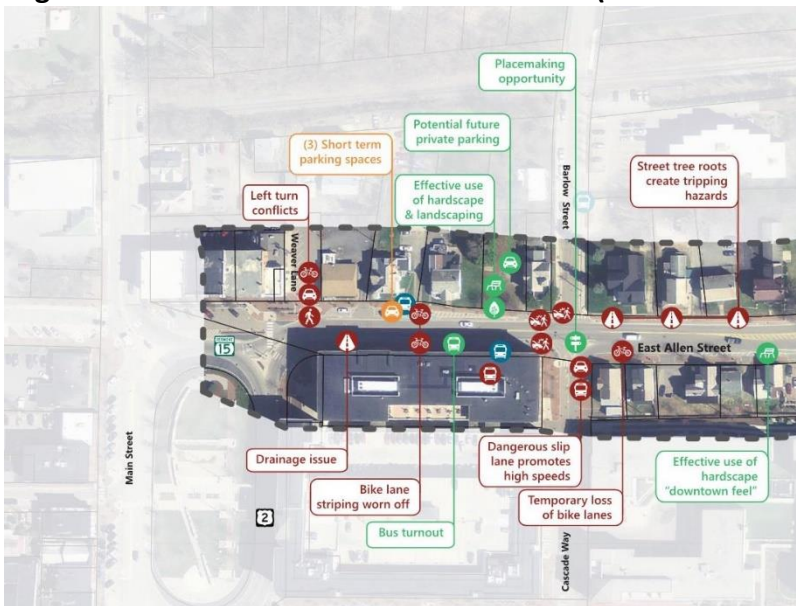 Placemaking
opportunity
Potential future
private parking
(3) Short term
parking spaces
Street tree roots
create tripping
hazards
Effective use
of hardscape
& landscaping
Left turn
conflicts
Barlow Street
Weaver Lane
15
East Allen Street
Main Street
Drainage issue
Bike lane
striping worn off
Dangerous slip
lane promotes
high speeds
Effective use of
hardscape
"downtown feel"
Temporary loss
of bike lanes
Bus turnout
2
Cascade Way